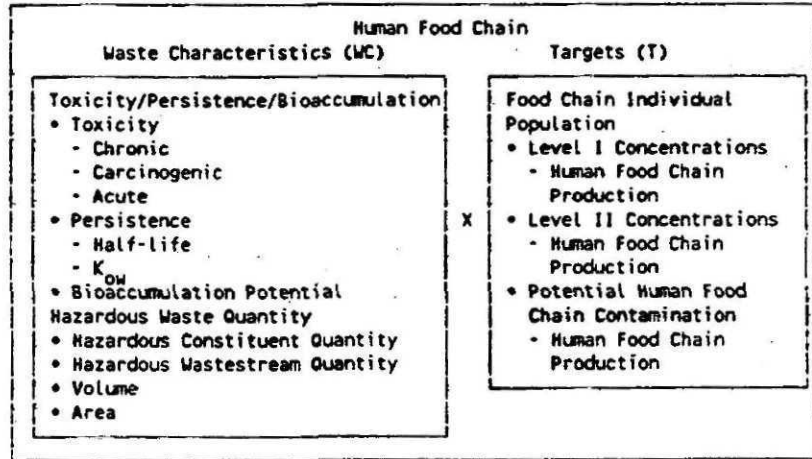 Human Food Chain
Waste Characteristics (WC)
Targets (T)
Toxicity/Persistence/Bioaccumulation
• Toxicity
- Chronic
- Carcinogenic
- Acute
• Persistence
- Half-life
- Kow
• Bioaccumulation Potential
Hazardous Waste Quantity
• Hazardous Constituent Quantity
• Hazardous Wastestream Quantity
• Volume
• Area
X
Food Chain Individual
Population
• Level I Concentrations
- Human Food Chain
Production
• Level II Concentrations
- Human Food Chain
Production
• Potential Human Food
Chain Contamination
- Human Food Chain
Production